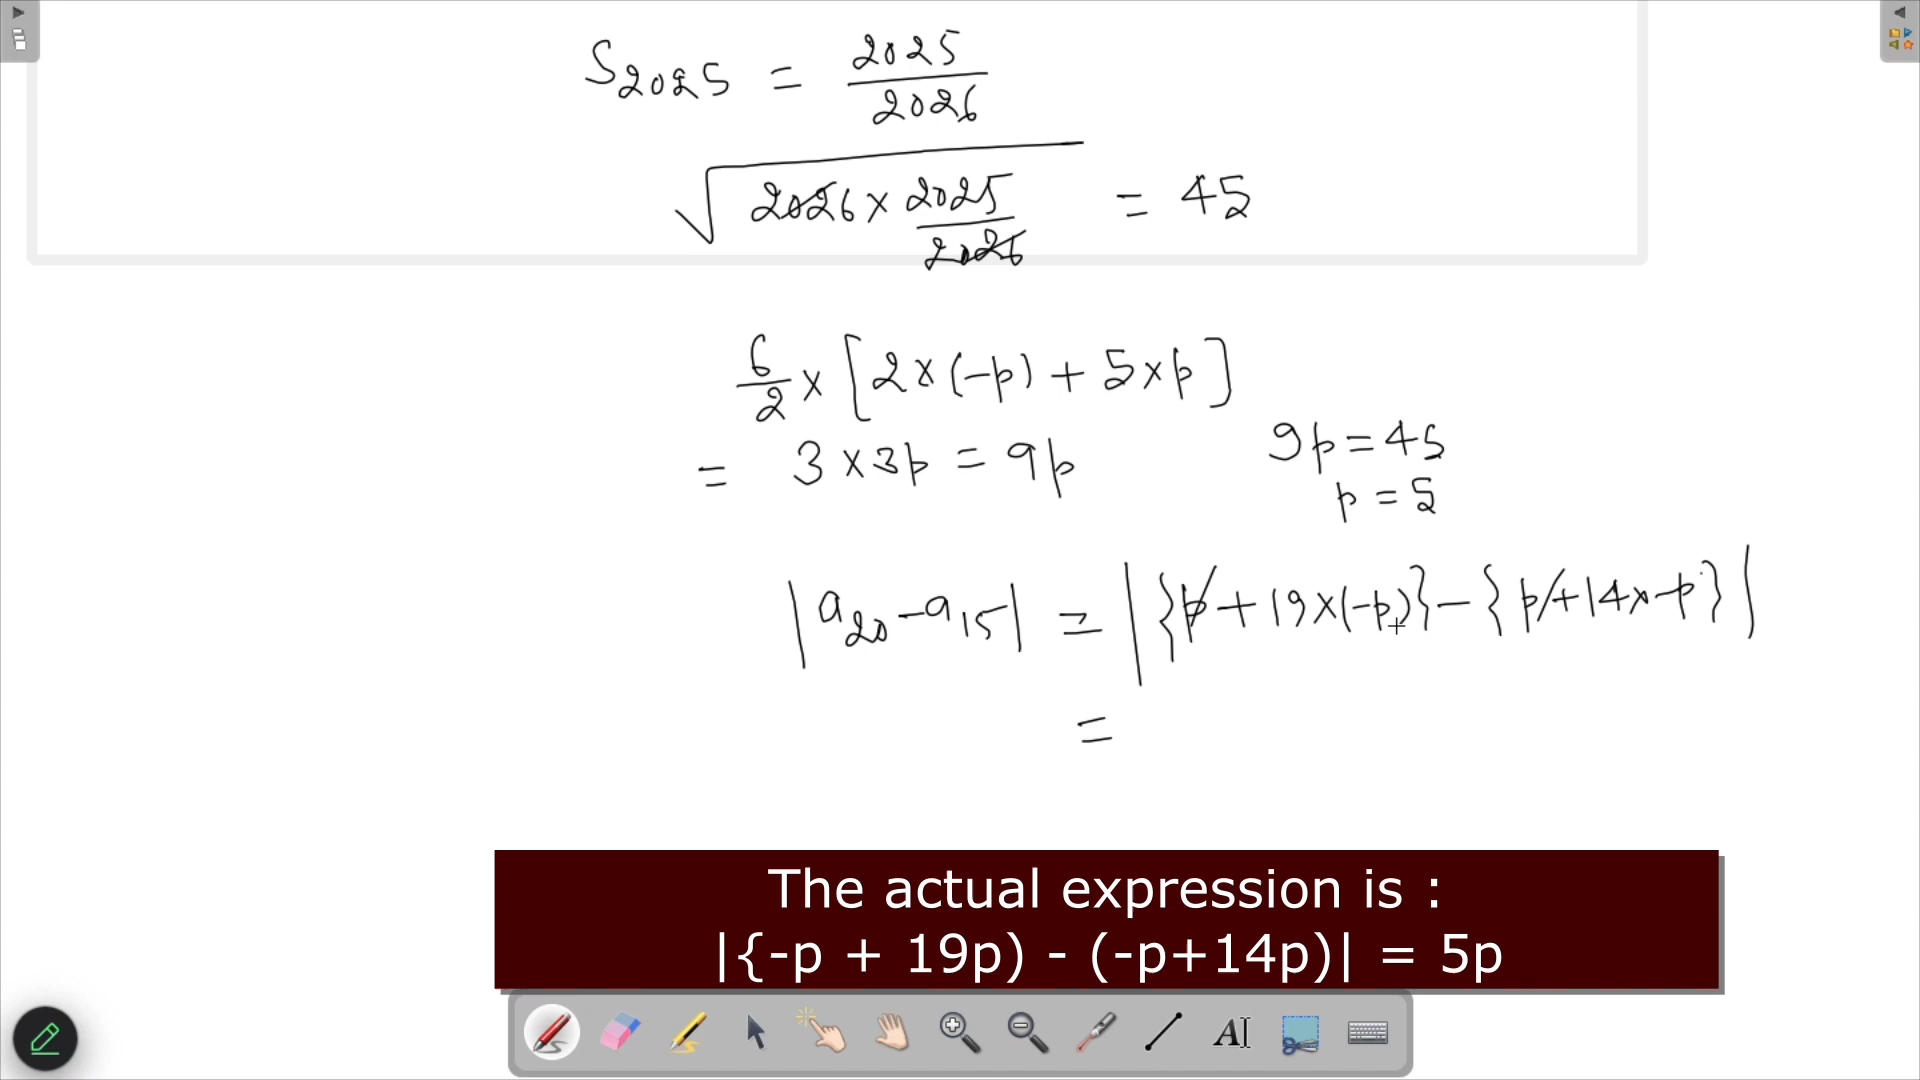 S₂₀₂₅ = 2025/2026
√(2026 × 2025/2026) = 45
6/2 × [2 × (-p) + 5 × p]
= 3 × 3p = 9p
9p = 45
p = 5
|a₂₀ - a₁₅| = |{p + 19 × (-p)} - {p + 14 × -p}|
=
The actual expression is :
|{-p + 19p) - (-p+14p)| = 5p
AI